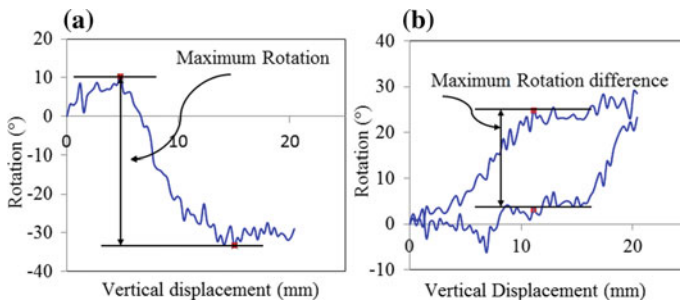 (a)
20
10
0
-10
-20
-30
-40
0
10
20
Rotation (°)
Maximum Rotation
Vertical displacement (mm)
(b)
40
30
20
10
0
-10
0
10
20
Rotation (°)
Maximum Rotation difference
Vertical Displacement (mm)